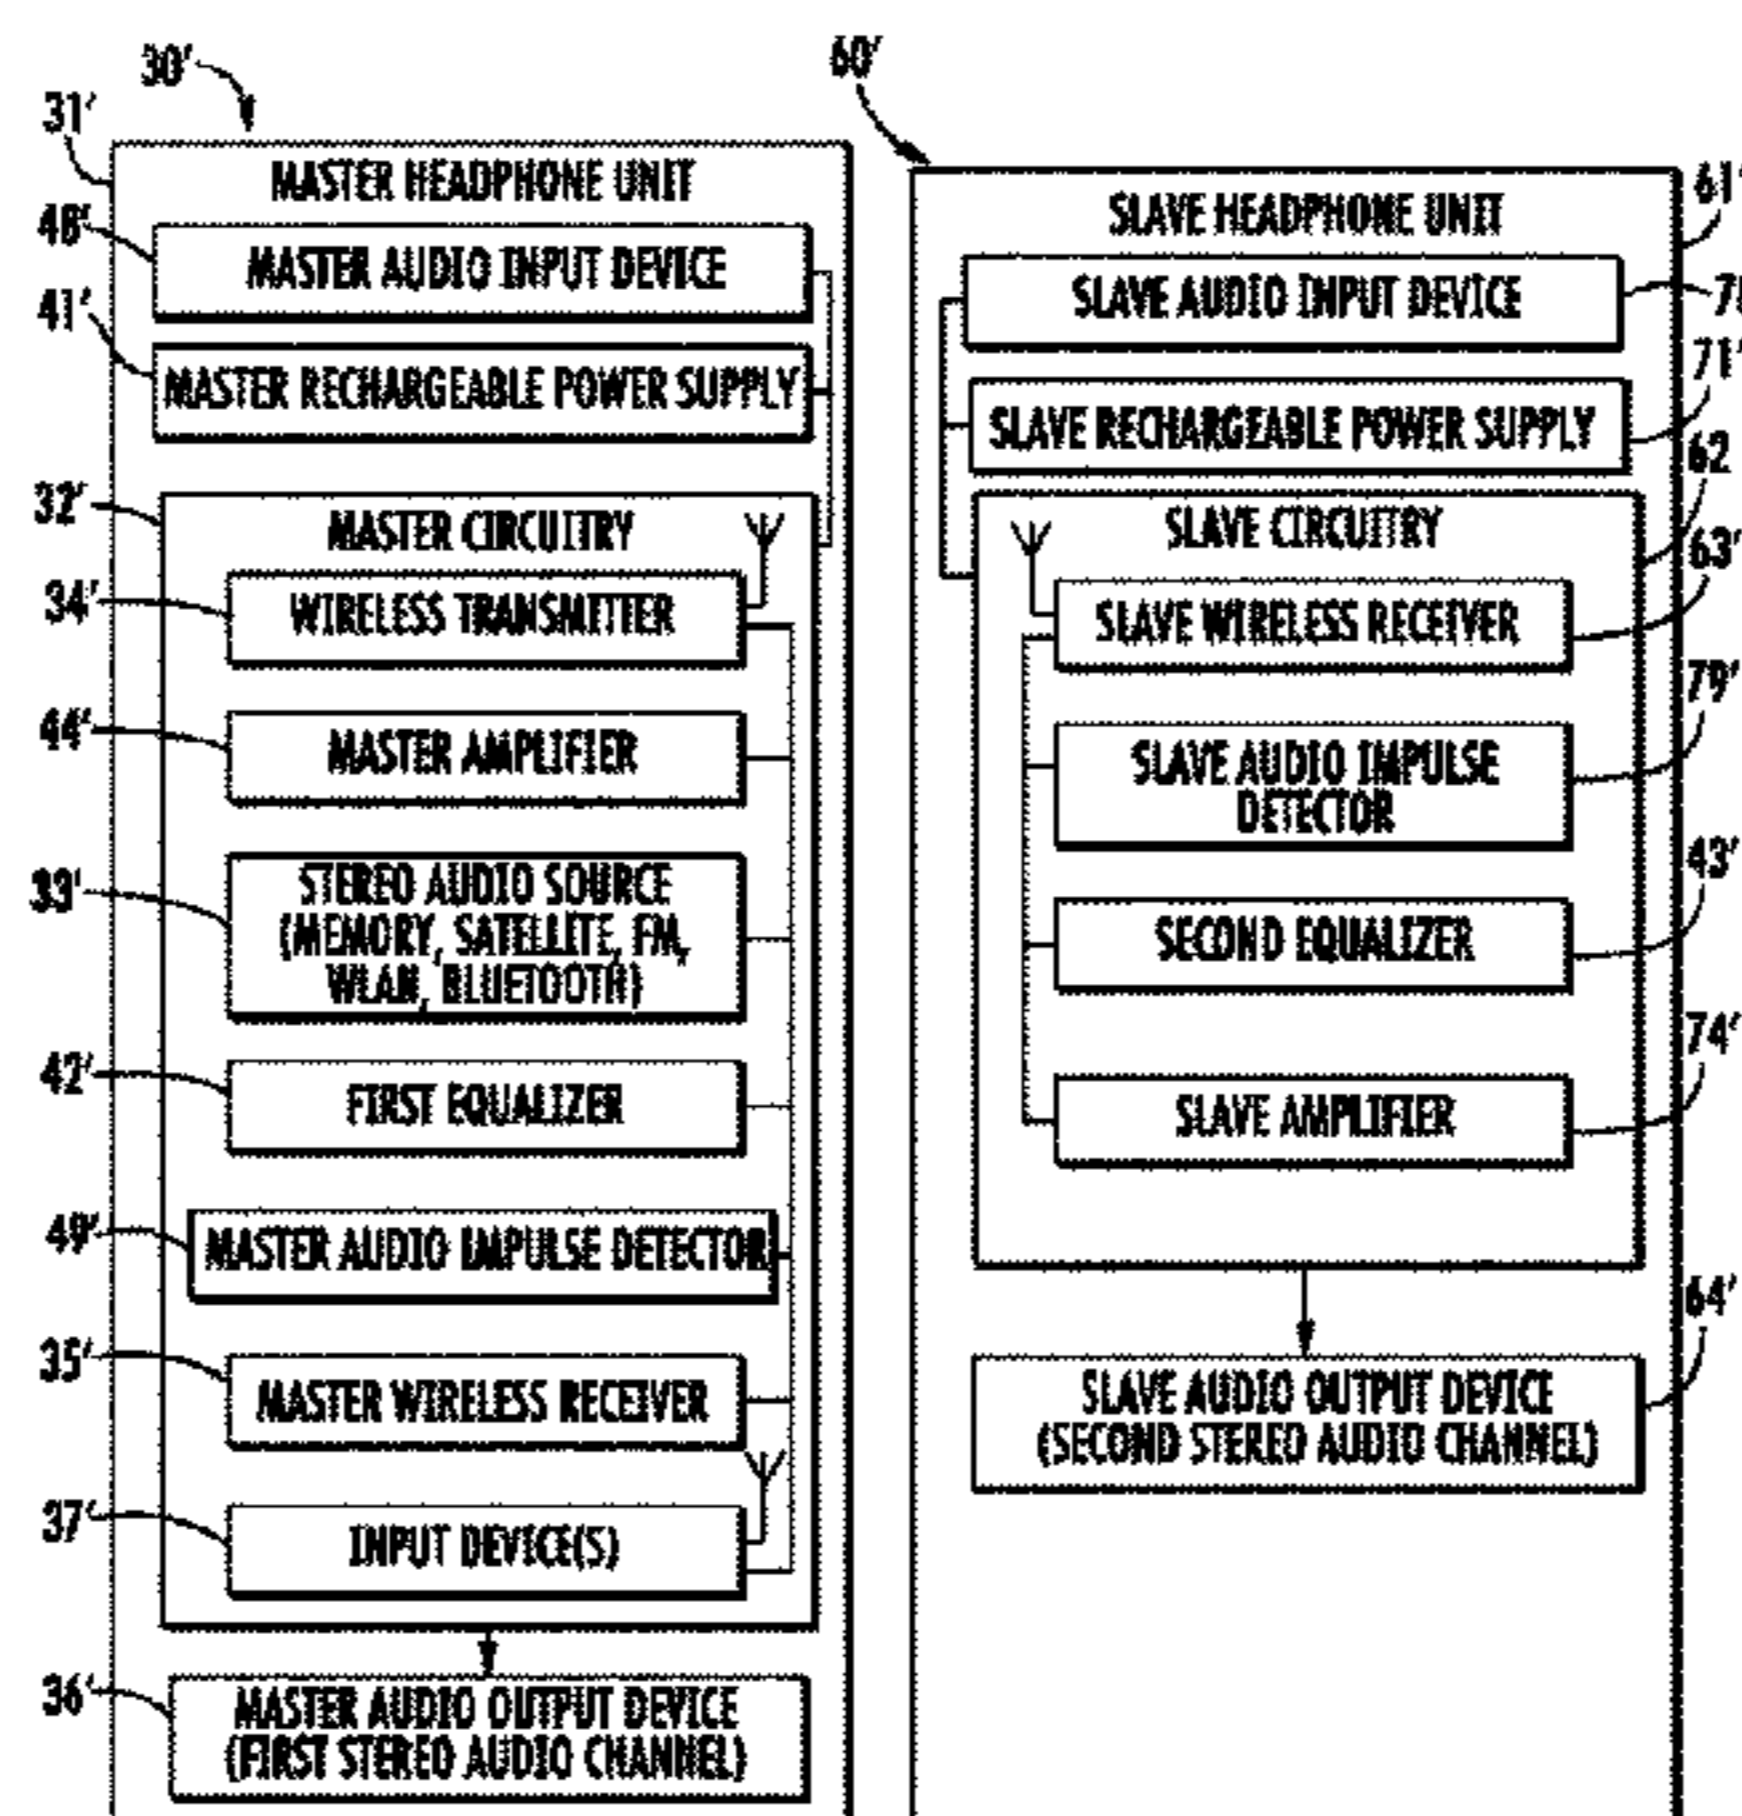 30'
31'
MASTER HEADPHONE UNIT
48'
MASTER AUDIO INPUT DEVICE
41'
MASTER RECHARGEABLE POWER SUPPLY
32'
MASTER CIRCUITRY
34'
WIRELESS TRANSMITTER
44'
MASTER AMPLIFIER
33'
STEREO AUDIO SOURCE
(MEMORY, SATELLITE, FM,
WLAN, BLUETOOTH)
42'
FIRST EQUALIZER
49'
MASTER AUDIO IMPULSE DETECTOR
35'
MASTER WIRELESS RECEIVER
37'
INPUT DEVICE(S)
36'
MASTER AUDIO OUTPUT DEVICE
(FIRST STEREO AUDIO CHANNEL)
60'
61'
SLAVE HEADPHONE UNIT
SLAVE AUDIO INPUT DEVICE
71'
SLAVE RECHARGEABLE POWER SUPPLY
62
SLAVE CIRCUITRY
63'
SLAVE WIRELESS RECEIVER
79'
SLAVE AUDIO IMPULSE
DETECTOR
43'
SECOND EQUALIZER
74'
SLAVE AMPLIFIER
64'
SLAVE AUDIO OUTPUT DEVICE
(SECOND STEREO AUDIO CHANNEL)